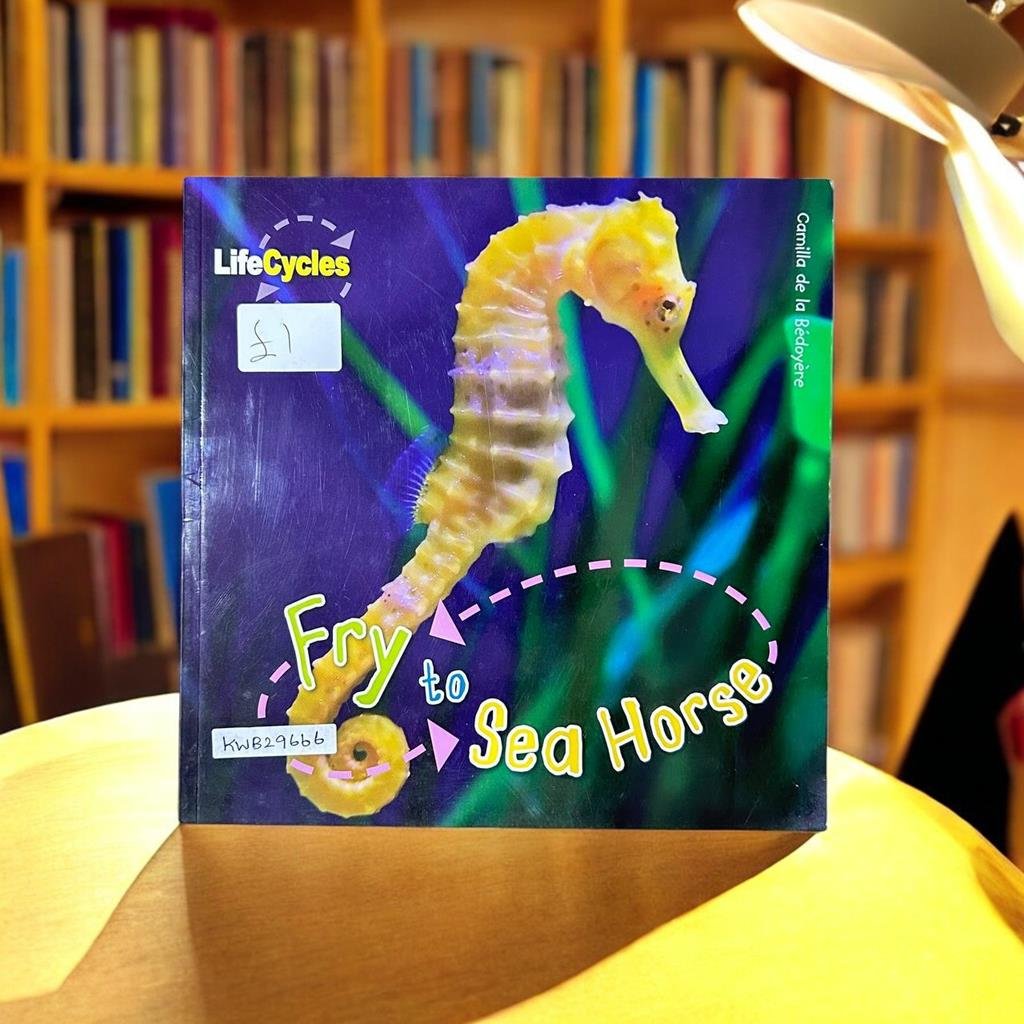 LifeCycles
£1
Camilla de la Bédoyère
Fry
to
Sea Horse
KWB29666